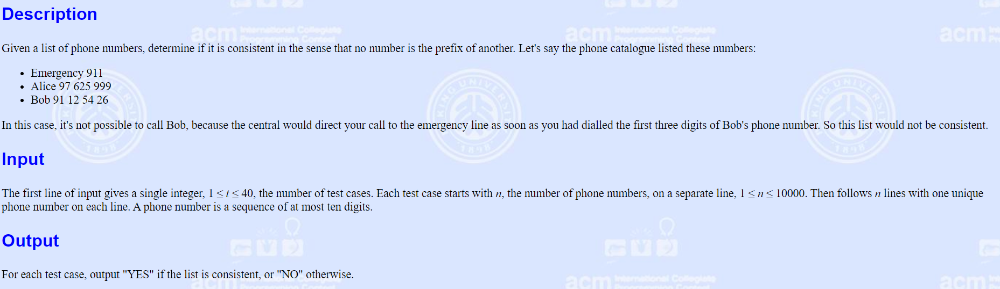 Description
acm International Collegiate Programming Contest
Given a list of phone numbers, determine if it is consistent in the sense that no number is the prefix of another. Let's say the phone catalogue listed these numbers:
• Emergency 911
• Alice 97 625 999
• Bob 91 12 54 26
In this case, it's not possible to call Bob, because the central would direct your call to the emergency line as soon as you had dialled the first three digits of Bob's phone number. So this list would not be consistent.
1898
Input
The first line of input gives a single integer, 1 ≤ t ≤ 40, the number of test cases. Each test case starts with n, the number of phone numbers, on a separate line, 1 ≤ n ≤ 10000. Then follows n lines with one unique
phone number on each line. A phone number is a sequence of at most ten digits.
Output
For each test case, output "YES" if the list is consistent, or "NO" otherwise.